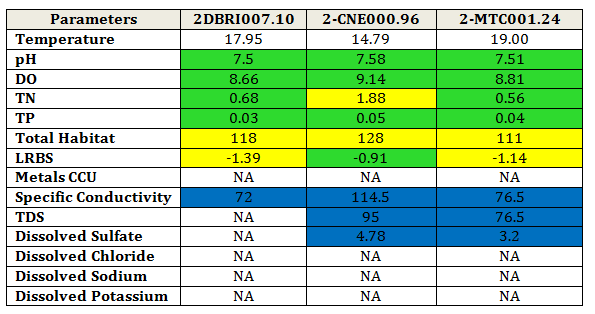 Parameters 2DBRI007.10 2-CNE000.96 2-MTC001.24
Temperature 17.95 14.79 19.00
pH 7.5 7.58 7.51
DO 8.66 9.14 8.81
TN 0.68 1.88 0.56
TP 0.03 0.05 0.04
Total Habitat 118 128 111
LRBS -1.39 -0.91 -1.14
Metals CCU NA NA NA
Specific Conductivity 72 114.5 76.5
TDS NA 95 76.5
Dissolved Sulfate NA 4.78 3.2
Dissolved Chloride NA NA NA
Dissolved Sodium NA NA NA
Dissolved Potassium NA NA NA